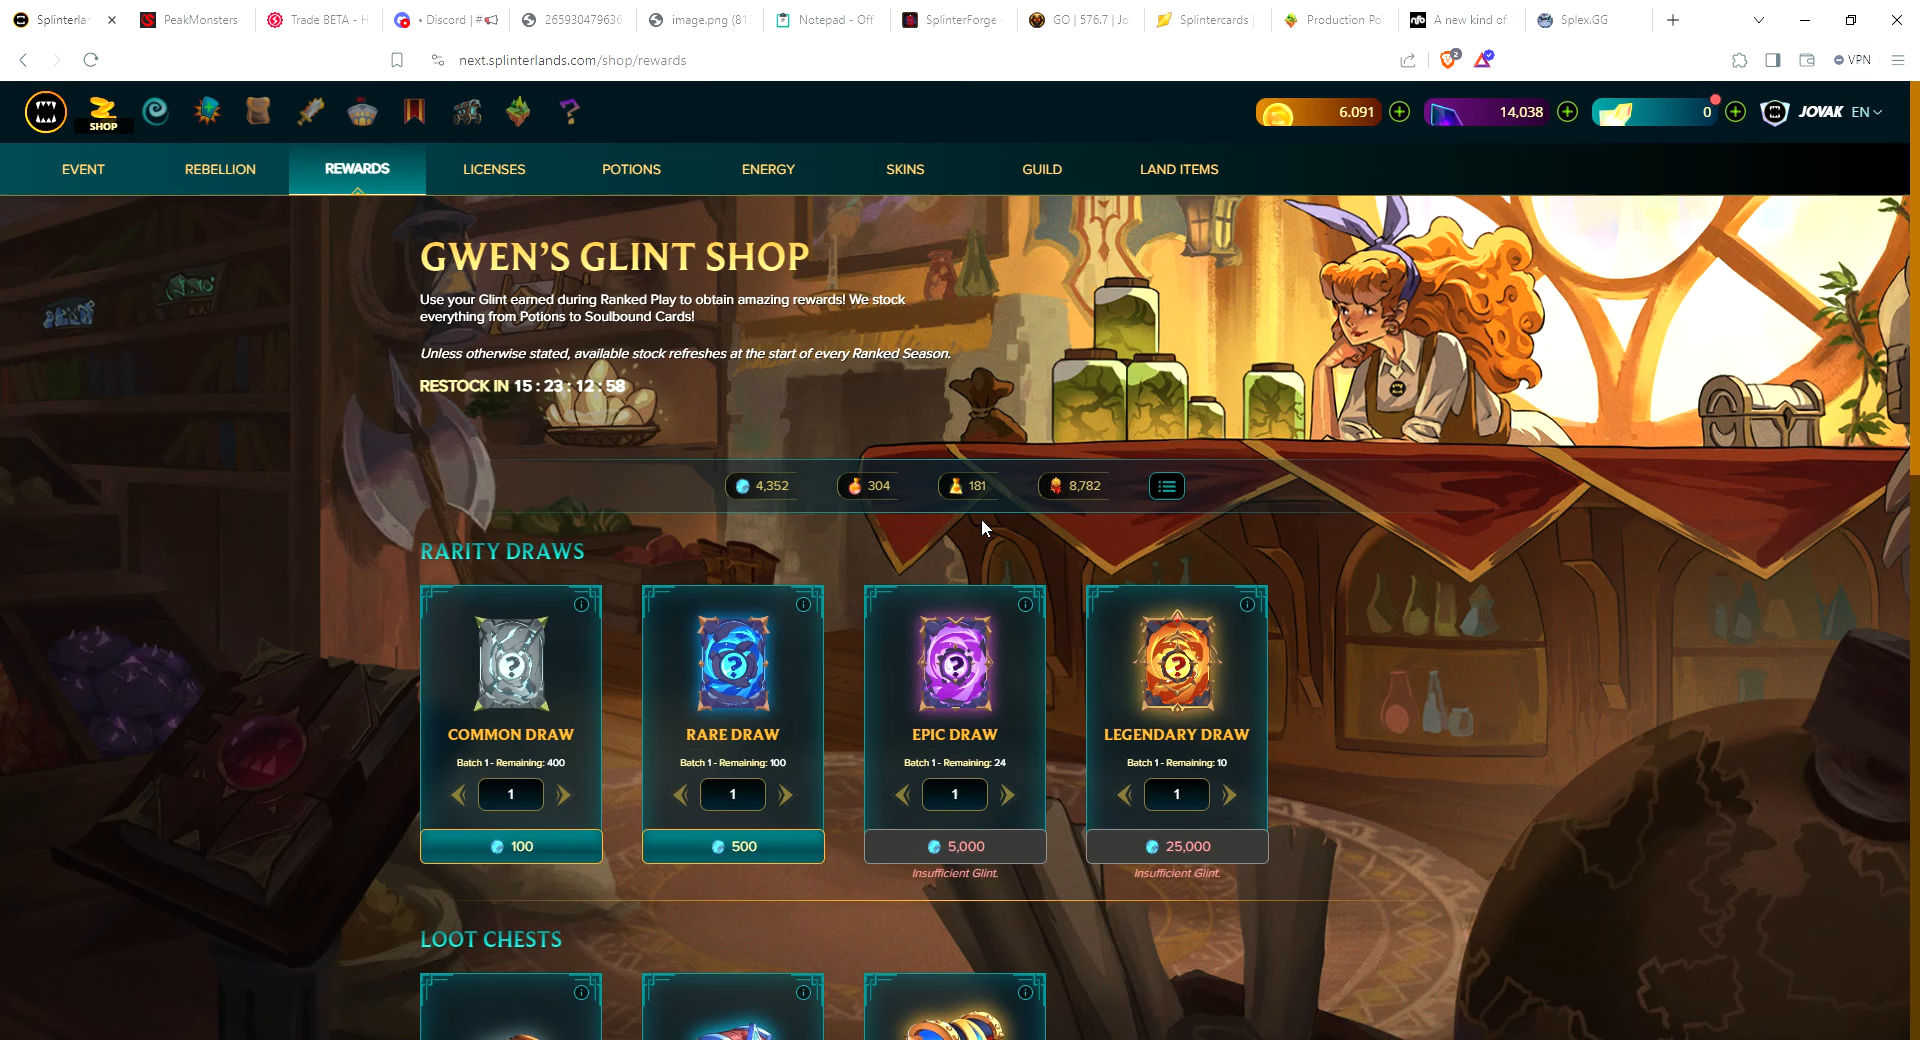 Splinterla
PeakMonsters
Trade BETA - H
• Discord | #
265930479636
image.png (81
Notepad - Off
SplinterForge -
GO | 576.7 | Jo
Splintercards |
Production Po
A new kind of
Splex.GG
next.splinterlands.com/shop/rewards
2
VPN
SHOP
6.091
14,038
0
JOVAK
EN
EVENT
REBELLION
REWARDS
LICENSES
POTIONS
ENERGY
SKINS
GUILD
LAND ITEMS
GWEN'S GLINT SHOP
Use your Glint earned during Ranked Play to obtain amazing rewards! We stock
everything from Potions to Soulbound Cards!
Unless otherwise stated, available stock refreshes at the start of every Ranked Season.
RESTOCK IN 15 : 23 : 12 : 58
4,352
304
181
8,782
RARITY DRAWS
COMMON DRAW
Batch 1 - Remaining: 400
1
100
RARE DRAW
Batch 1 - Remaining: 100
1
500
EPIC DRAW
Batch 1 - Remaining: 24
1
5,000
Insufficient Glint.
LEGENDARY DRAW
Batch 1 - Remaining: 10
1
25,000
Insufficient Glint.
LOOT CHESTS